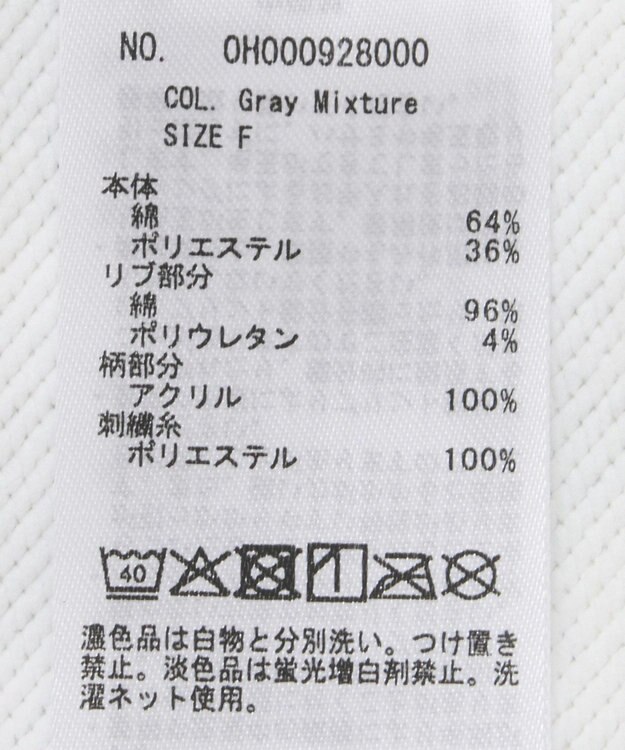 NO. OH000928000
COL. Gray Mixture
SIZE F
本体
綿 64%
ポリエステル 36%
リブ部分
綿 96%
ポリウレタン 4%
柄部分
アクリル 100%
刺繍糸
ポリエステル 100%
40
濃色品は白物と分別洗い。つけ置き
禁止。淡色品は蛍光増白剤禁止。洗
濯ネット使用。